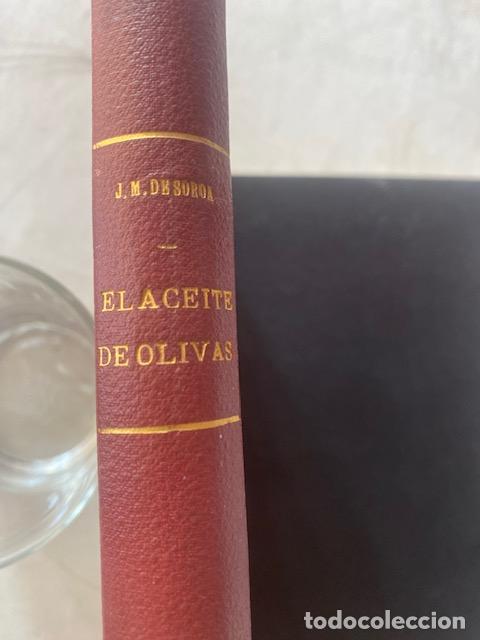 J. M. DE SOROA
EL ACEITE
DE OLIVAS
todocoleccion